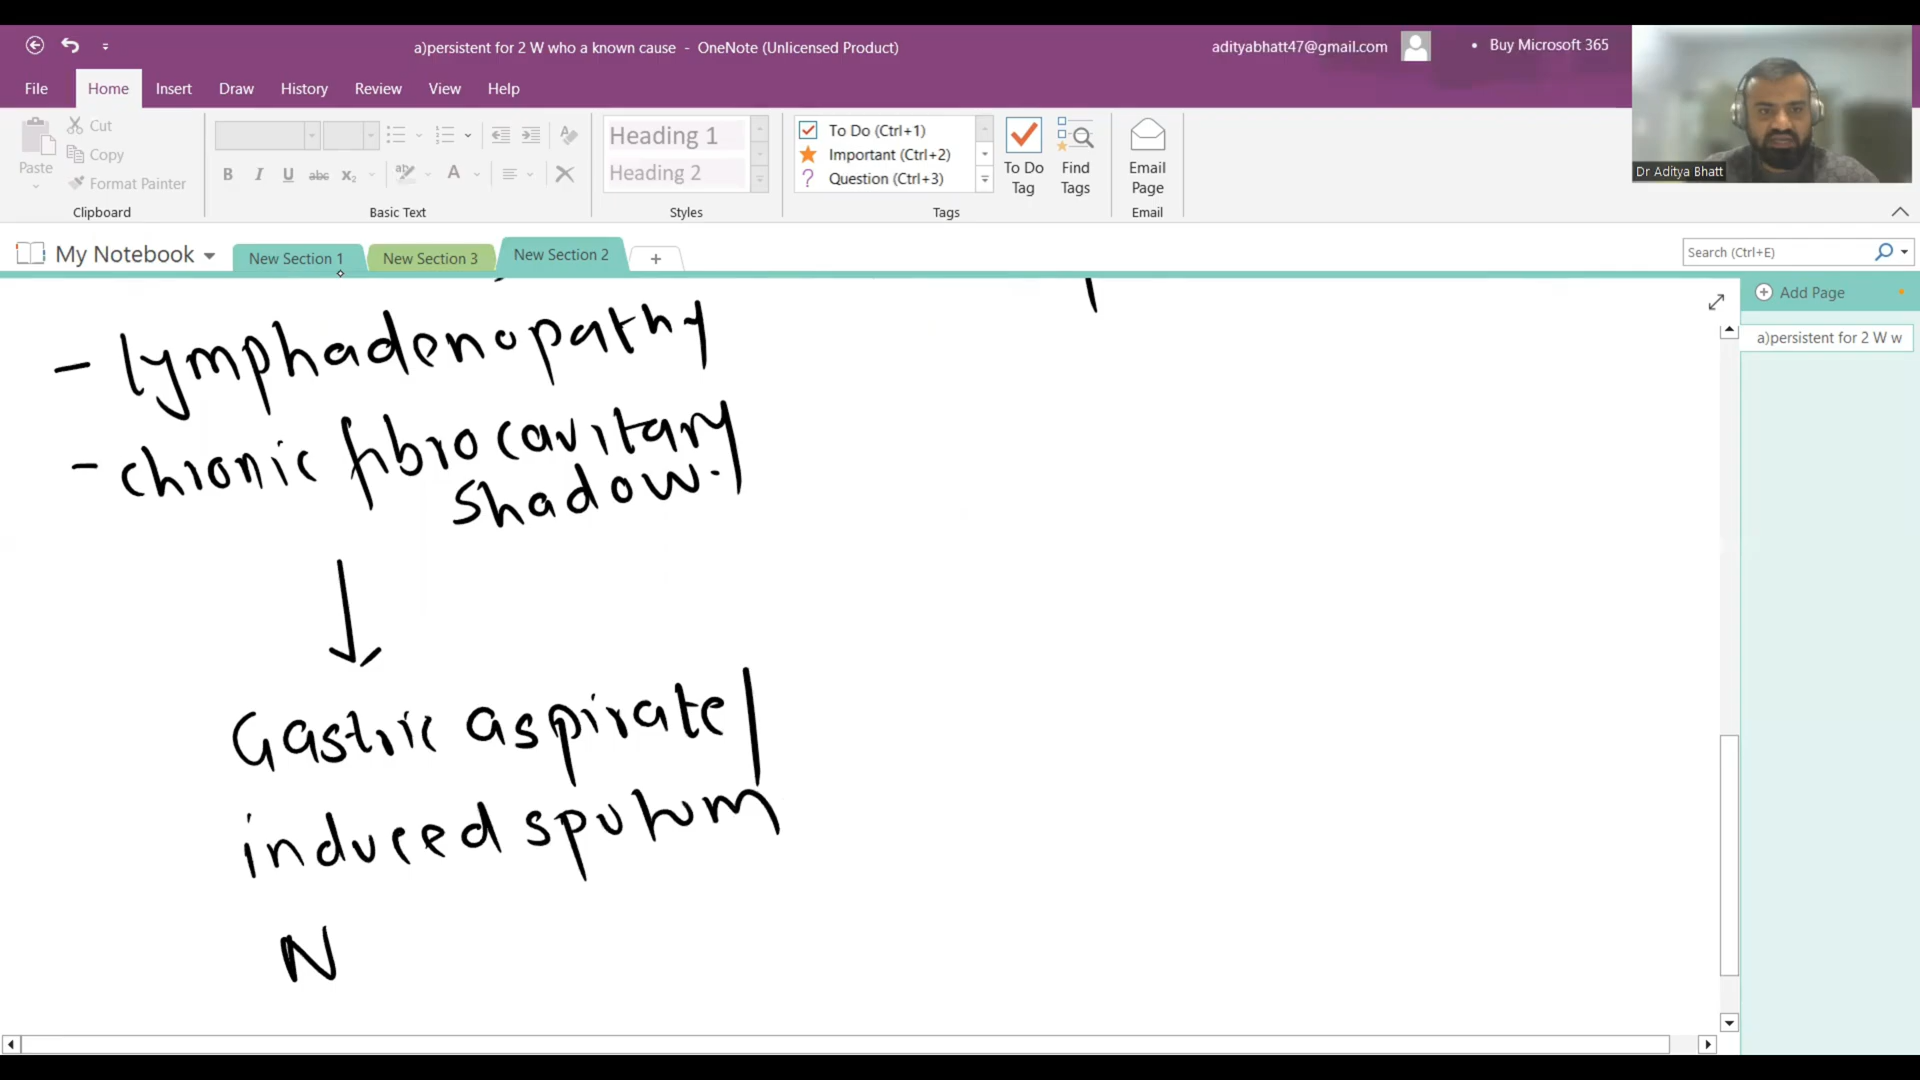 a)persistent for 2 W who a known cause - OneNote (Unlicensed Product)
adityabhatt47@gmail.com
Buy Microsoft 365
File
Home
Insert
Draw
History
Review
View
Help
Cut
Copy
Format Painter
Paste
Clipboard
B I U abc x₂ A
Basic Text
Heading 1
Heading 2
Styles
To Do (Ctrl+1)
Important (Ctrl+2)
? Question (Ctrl+3)
To Do
Tag
Find
Tags
Tags
Email
Page
Email
Dr Aditya Bhatt
My Notebook
New Section 1
New Section 3
New Section 2
+
Search (Ctrl+E)
Add Page
a)persistent for 2 W w
- lymphadenopathy
- chronic fibrocavitary
shadow.
Gastric aspirate/
induced sputum
N